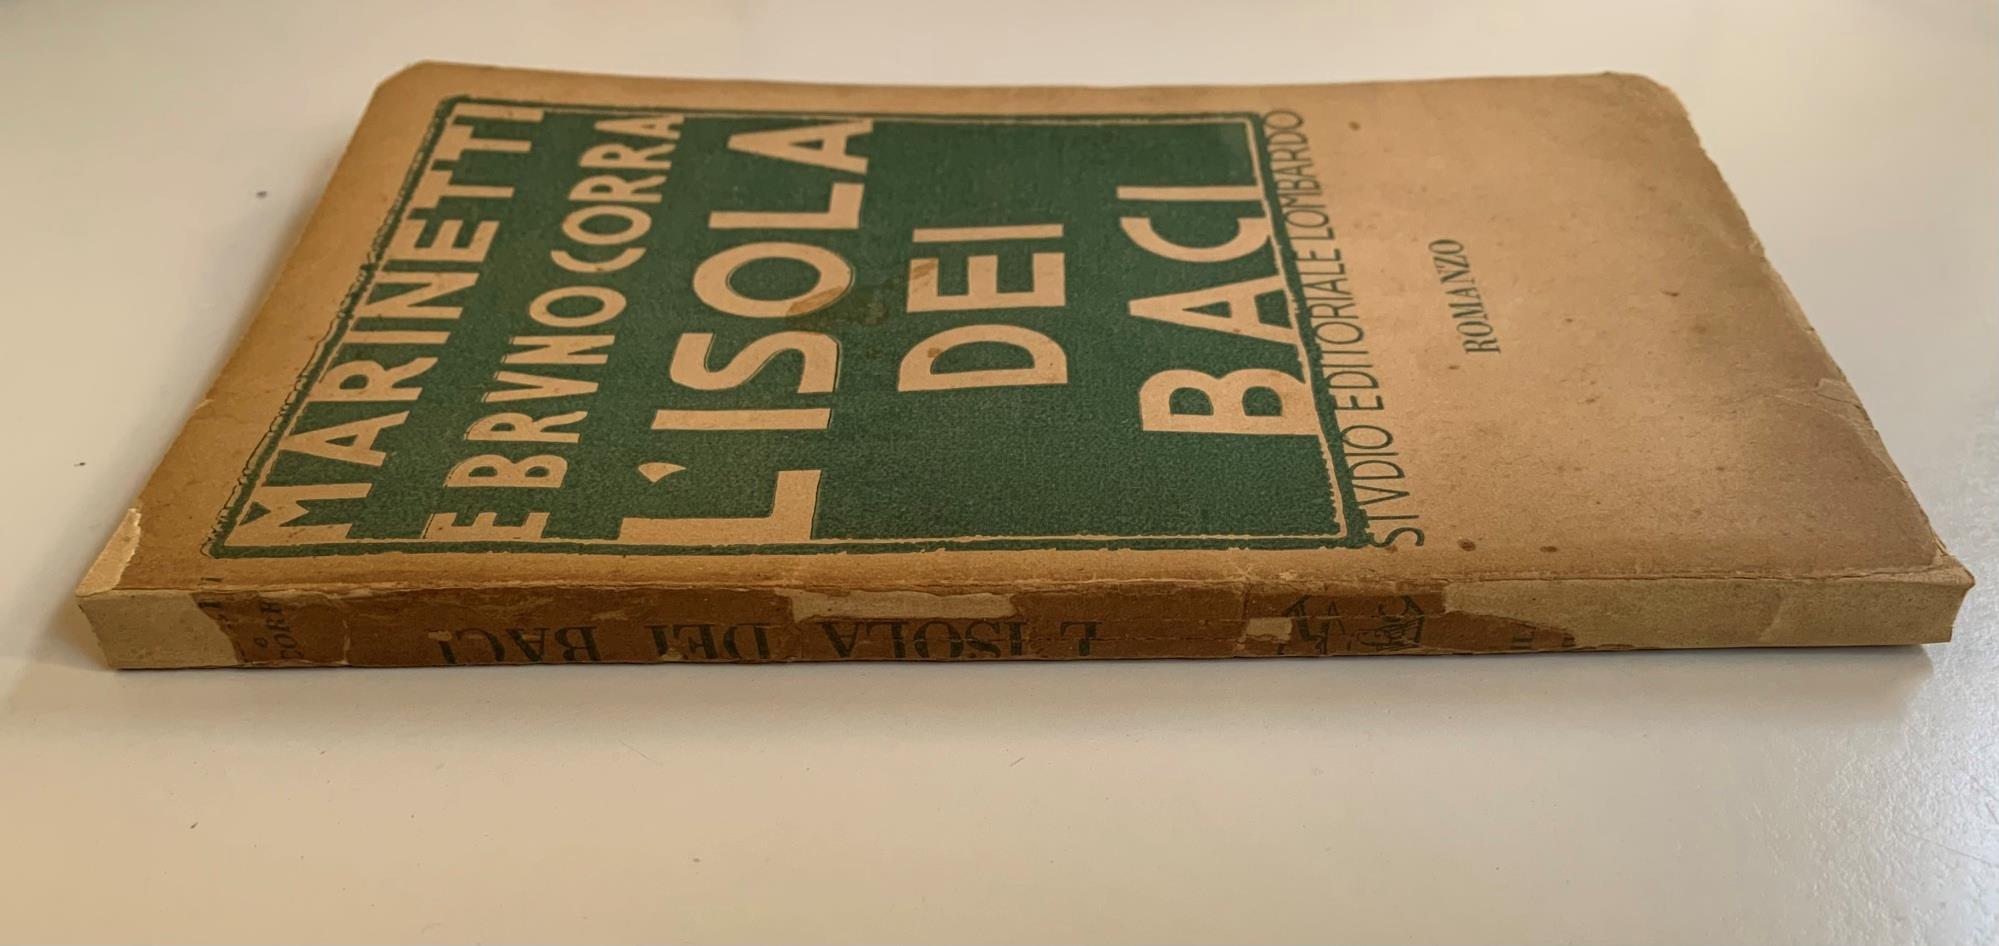 MARINETTI
E BRVNO CORRA
L'ISOLA
DEI
BACI
STVDIO EDITORIALE LOMBARDO
ROMANZO
L'ISOLA DEI BACI